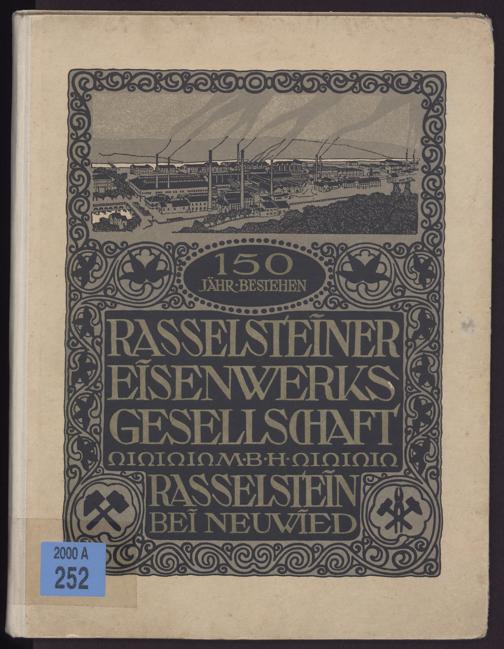 150
JÄHR·BESTEHEN
RASSELSTEINER
EISENWERKS
GESELLSCHAFT
M·B·H·
RASSELSTEIN
BEI NEUWIED
2000 A
252